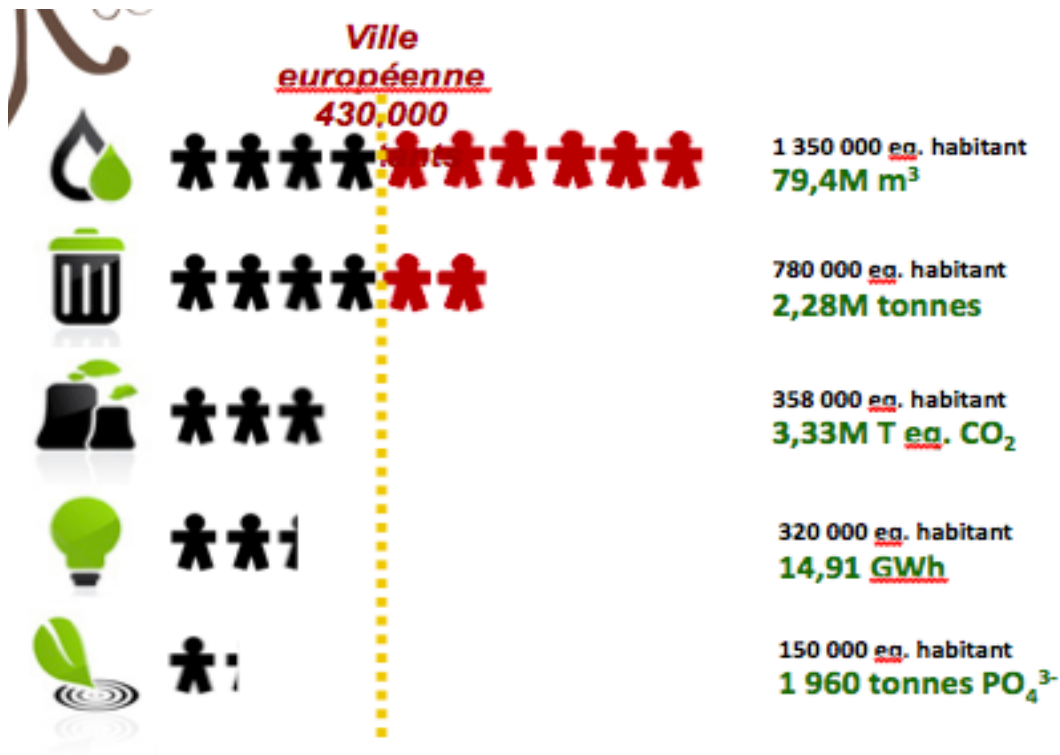 Ville
européenne
430,000
1 350 000 eq. habitant
79,4M m³
780 000 eq. habitant
2,28M tonnes
358 000 eq. habitant
3,33M T eq. CO₂
320 000 eq. habitant
14,91 GWh
150 000 eq. habitant
1 960 tonnes PO₄³⁻